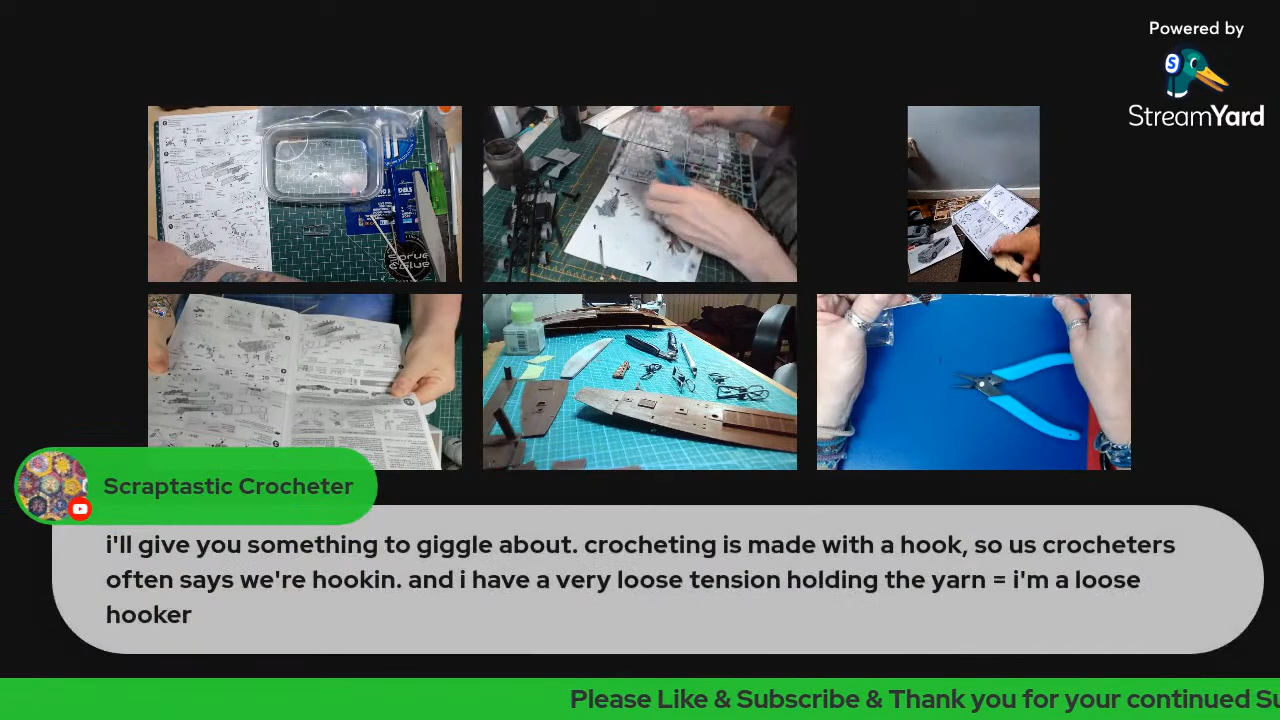 Powered by
StreamYard
Sprue
Glue
Scraptastic Crocheter
i'll give you something to giggle about. crocheting is made with a hook, so us crocheters
often says we're hookin. and i have a very loose tension holding the yarn = i'm a loose
hooker
Please Like & Subscribe & Thank you for your continued Su